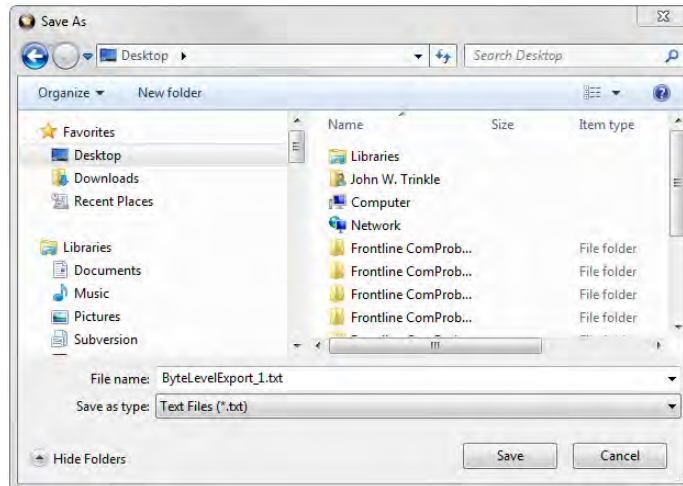 Save As
Desktop
Search Desktop
Organize
New folder
Name Size Item type
Favorites
Desktop
Downloads
Recent Places
Libraries
Documents
Music
Pictures
Subversion
Libraries
John W. Trinkle
Computer
Network
Frontline ComProb... File folder
Frontline ComProb... File folder
Frontline ComProb... File folder
Frontline ComProb... File folder
File name: ByteLevelExport_1.txt
Save as type: Text Files (*.txt)
Hide Folders
Save
Cancel